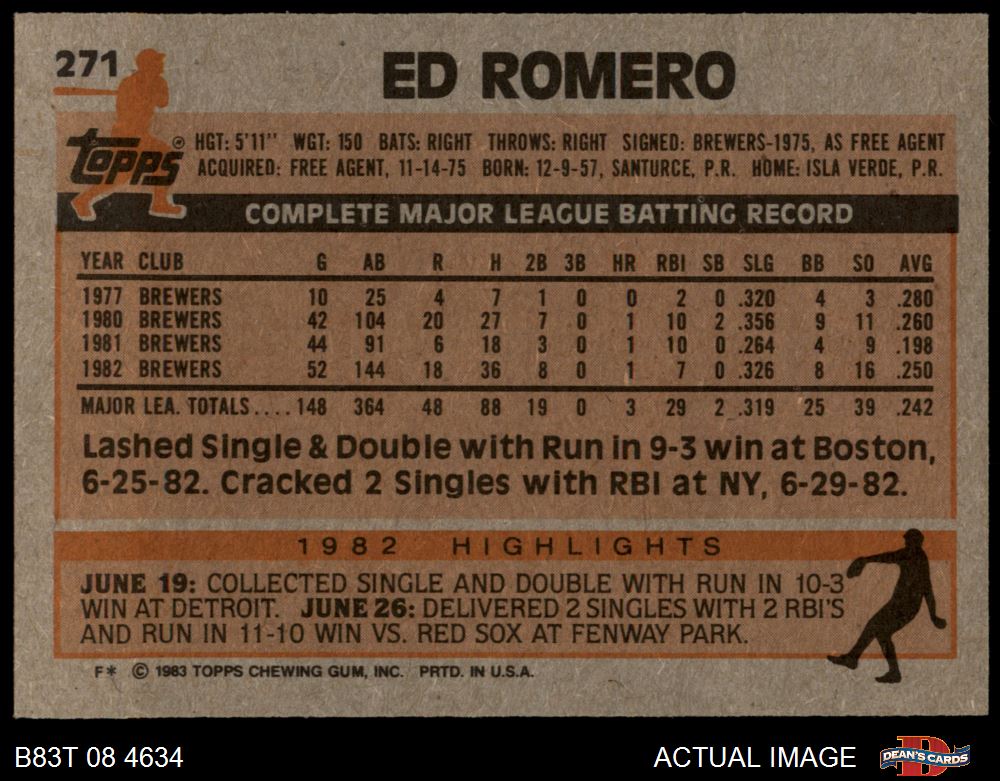 271
ED ROMERO
topps ®
HGT: 5'11'' WGT: 150 BATS: RIGHT THROWS: RIGHT SIGNED: BREWERS-1975, AS FREE AGENT
ACQUIRED: FREE AGENT, 11-14-75 BORN: 12-9-57, SANTURCE, P.R. HOME: ISLA VERDE, P.R.
COMPLETE MAJOR LEAGUE BATTING RECORD
YEAR CLUB G AB R H 2B 3B HR RBI SB SLG BB SO AVG
1977 BREWERS 10 25 4 7 1 0 0 2 0 .320 4 3 .280
1980 BREWERS 42 104 20 27 7 0 1 10 2 .356 9 11 .260
1981 BREWERS 44 91 6 18 3 0 1 10 0 .264 4 9 .198
1982 BREWERS 52 144 18 36 8 0 1 7 0 .326 8 16 .250
MAJOR LEA. TOTALS.... 148 364 48 88 19 0 3 29 2 .319 25 39 .242
Lashed Single & Double with Run in 9-3 win at Boston,
6-25-82. Cracked 2 Singles with RBI at NY, 6-29-82.
1982 HIGHLIGHTS
JUNE 19: COLLECTED SINGLE AND DOUBLE WITH RUN IN 10-3
WIN AT DETROIT. JUNE 26: DELIVERED 2 SINGLES WITH 2 RBI'S
AND RUN IN 11-10 WIN VS. RED SOX AT FENWAY PARK.
F* © 1983 TOPPS CHEWING GUM, INC. PRTD. IN U.S.A.
B83T 08 4634 ACTUAL IMAGE D DEAN'S CARDS